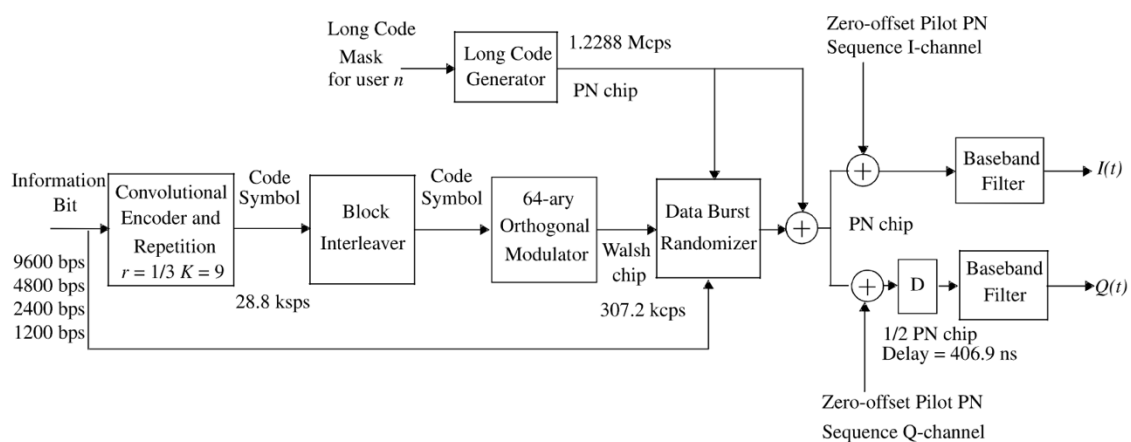 Long Code
Mask
for user n
Long Code
Generator
1.2288 Mcps
PN chip
Zero-offset Pilot PN
Sequence I-channel
Information
Bit
9600 bps
4800 bps
2400 bps
1200 bps
Convolutional
Encoder and
Repetition
r = 1/3 K = 9
Code
Symbol
28.8 ksps
Block
Interleaver
Code
Symbol
64-ary
Orthogonal
Modulator
Walsh
chip
307.2 kcps
Data Burst
Randomizer
+
PN chip
+
Baseband
Filter
I(t)
+
D
Baseband
Filter
Q(t)
1/2 PN chip
Delay = 406.9 ns
Zero-offset Pilot PN
Sequence Q-channel